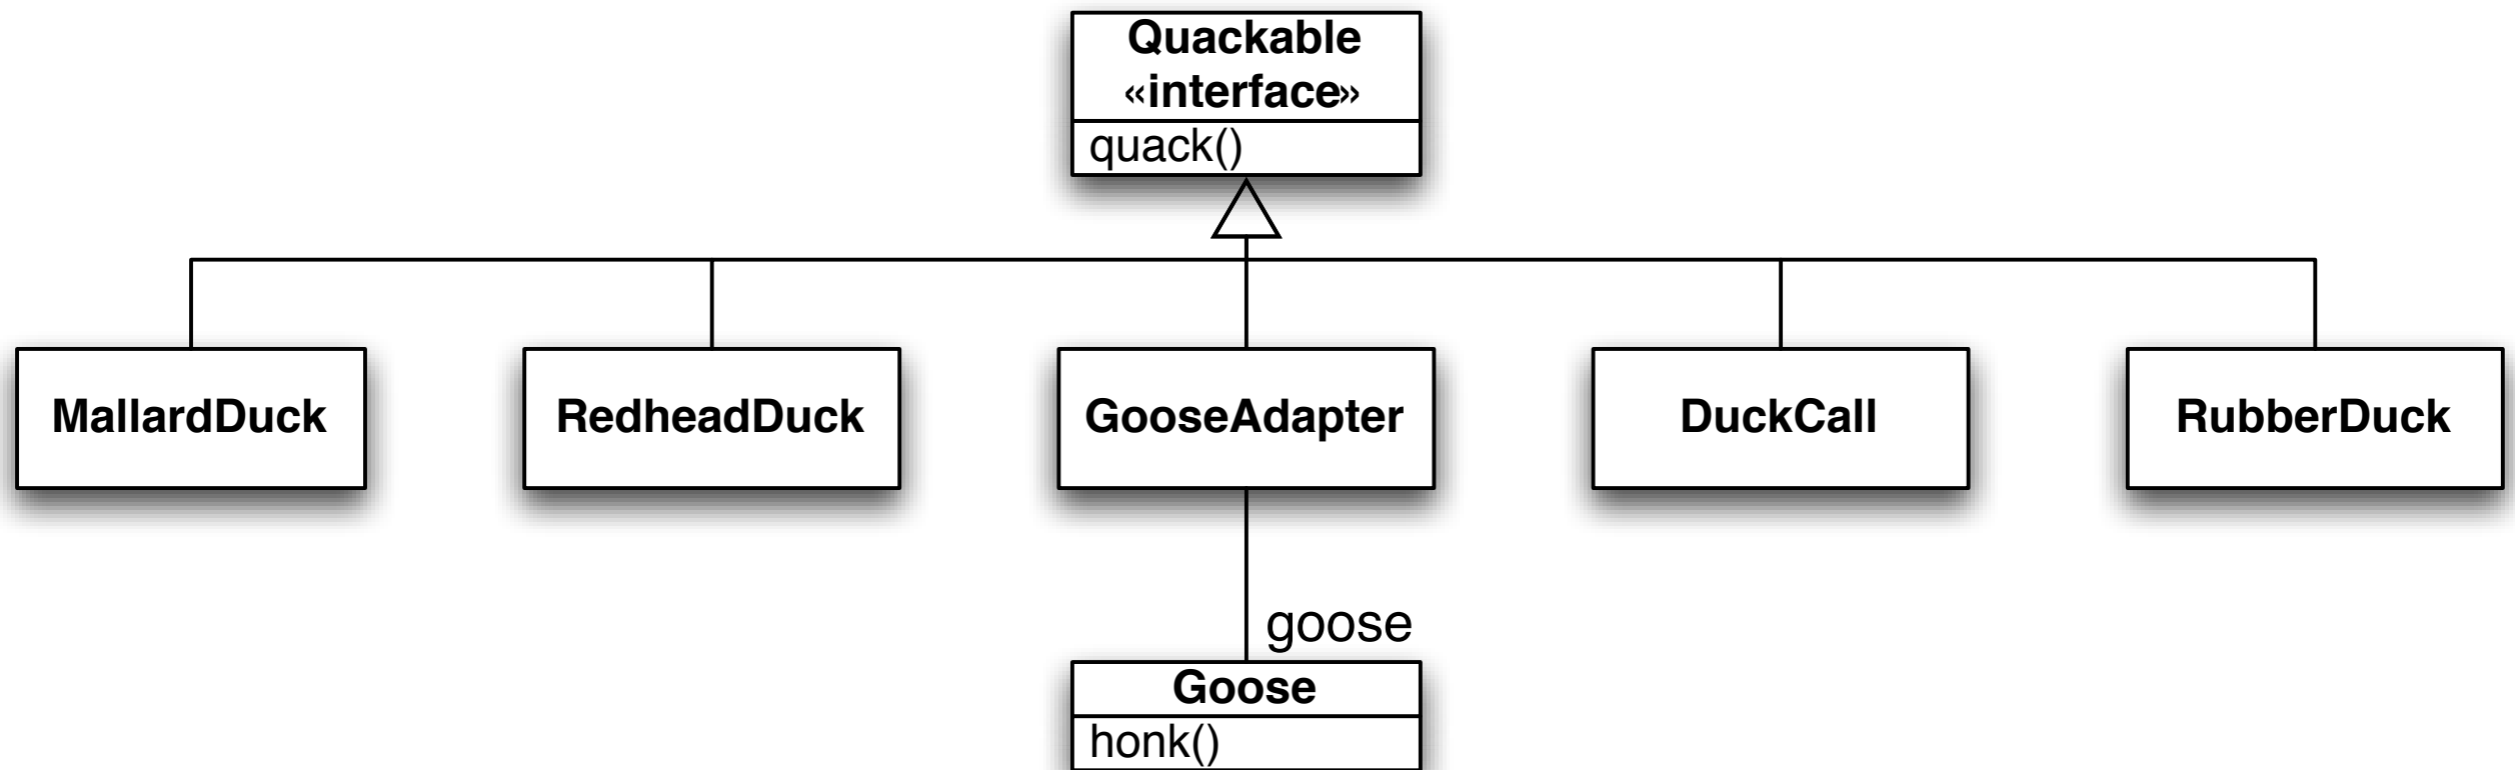 Quackable
«interface»
quack()
MallardDuck
RedheadDuck
GooseAdapter
DuckCall
RubberDuck
goose
Goose
honk()